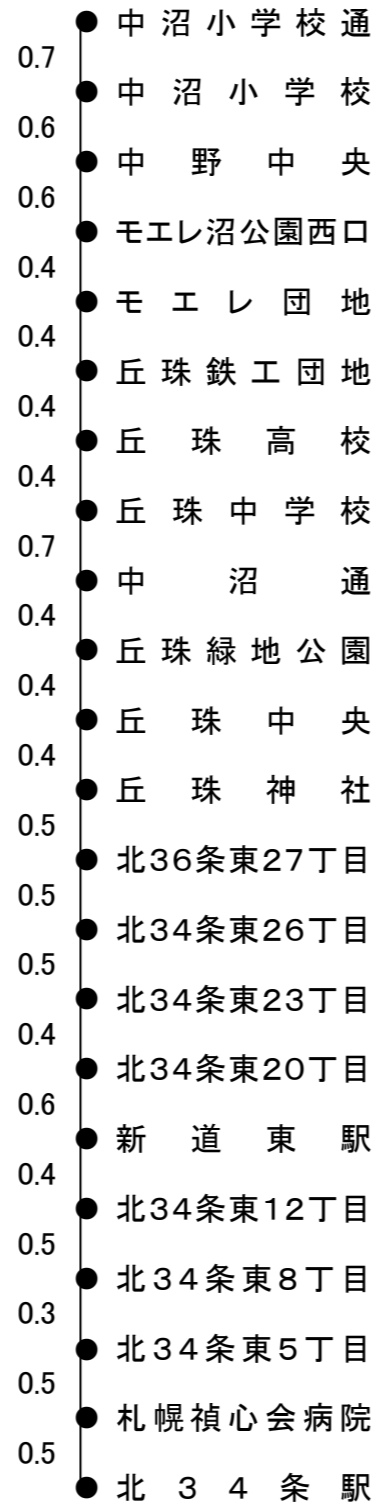 中沼小学校通
0.7
中沼小学校
0.6
中野中央
0.6
モエレ沼公園西口
0.4
モエレ団地
0.4
丘珠鉄工団地
0.4
丘珠高校
0.4
丘珠中学校
0.7
中沼通
0.4
丘珠緑地公園
0.4
丘珠中央
0.4
丘珠神社
0.5
北36条東27丁目
0.5
北34条東26丁目
0.5
北34条東23丁目
0.4
北34条東20丁目
0.6
新道東駅
0.4
北34条東12丁目
0.5
北34条東8丁目
0.3
北34条東5丁目
0.5
札幌禎心会病院
0.5
北34条駅